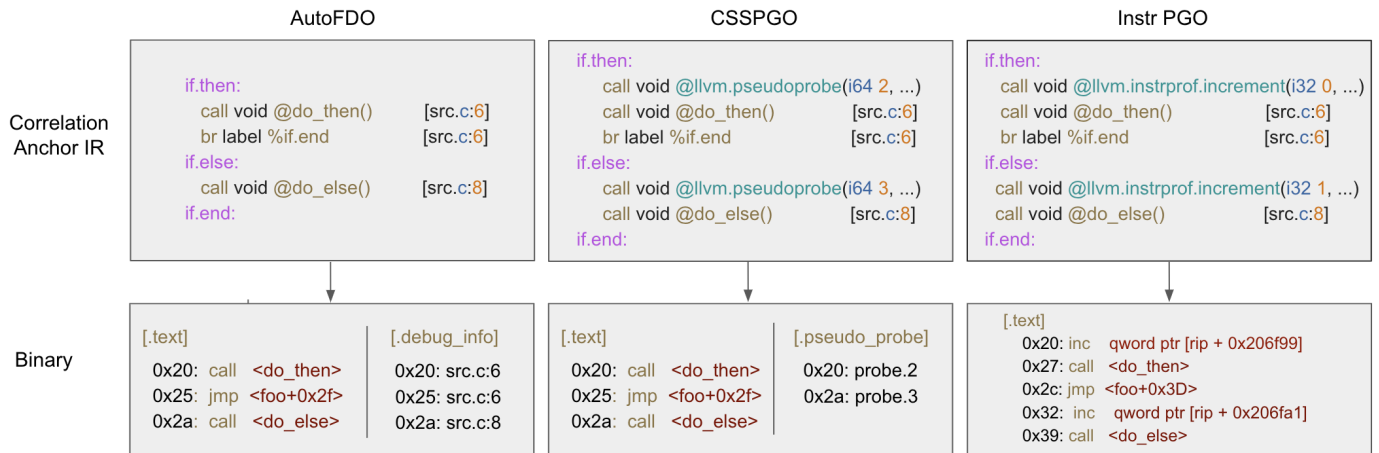 AutoFDO
CSSPGO
Instr PGO
Correlation
Anchor IR
if.then:
call void @do_then() [src.c:6]
br label %if.end [src.c:6]
if.else:
call void @do_else() [src.c:8]
if.end:
if.then:
call void @llvm.pseudoprobe(i64 2, ...)
call void @do_then() [src.c:6]
br label %if.end [src.c:6]
if.else:
call void @llvm.pseudoprobe(i64 3, ...)
call void @do_else() [src.c:8]
if.end:
if.then:
call void @llvm.instrprof.increment(i32 0, ...)
call void @do_then() [src.c:6]
br label %if.end [src.c:6]
if.else:
call void @llvm.instrprof.increment(i32 1, ...)
call void @do_else() [src.c:8]
if.end:
Binary
[.text]
0x20: call <do_then>
0x25: jmp <foo+0x2f>
0x2a: call <do_else>
[.debug_info]
0x20: src.c:6
0x25: src.c:6
0x2a: src.c:8
[.text]
0x20: call <do_then>
0x25: jmp <foo+0x2f>
0x2a: call <do_else>
[.pseudo_probe]
0x20: probe.2
0x2a: probe.3
[.text]
0x20: inc qword ptr [rip + 0x206f99]
0x27: call <do_then>
0x2c: jmp <foo+0x3D>
0x32: inc qword ptr [rip + 0x206fa1]
0x39: call <do_else>